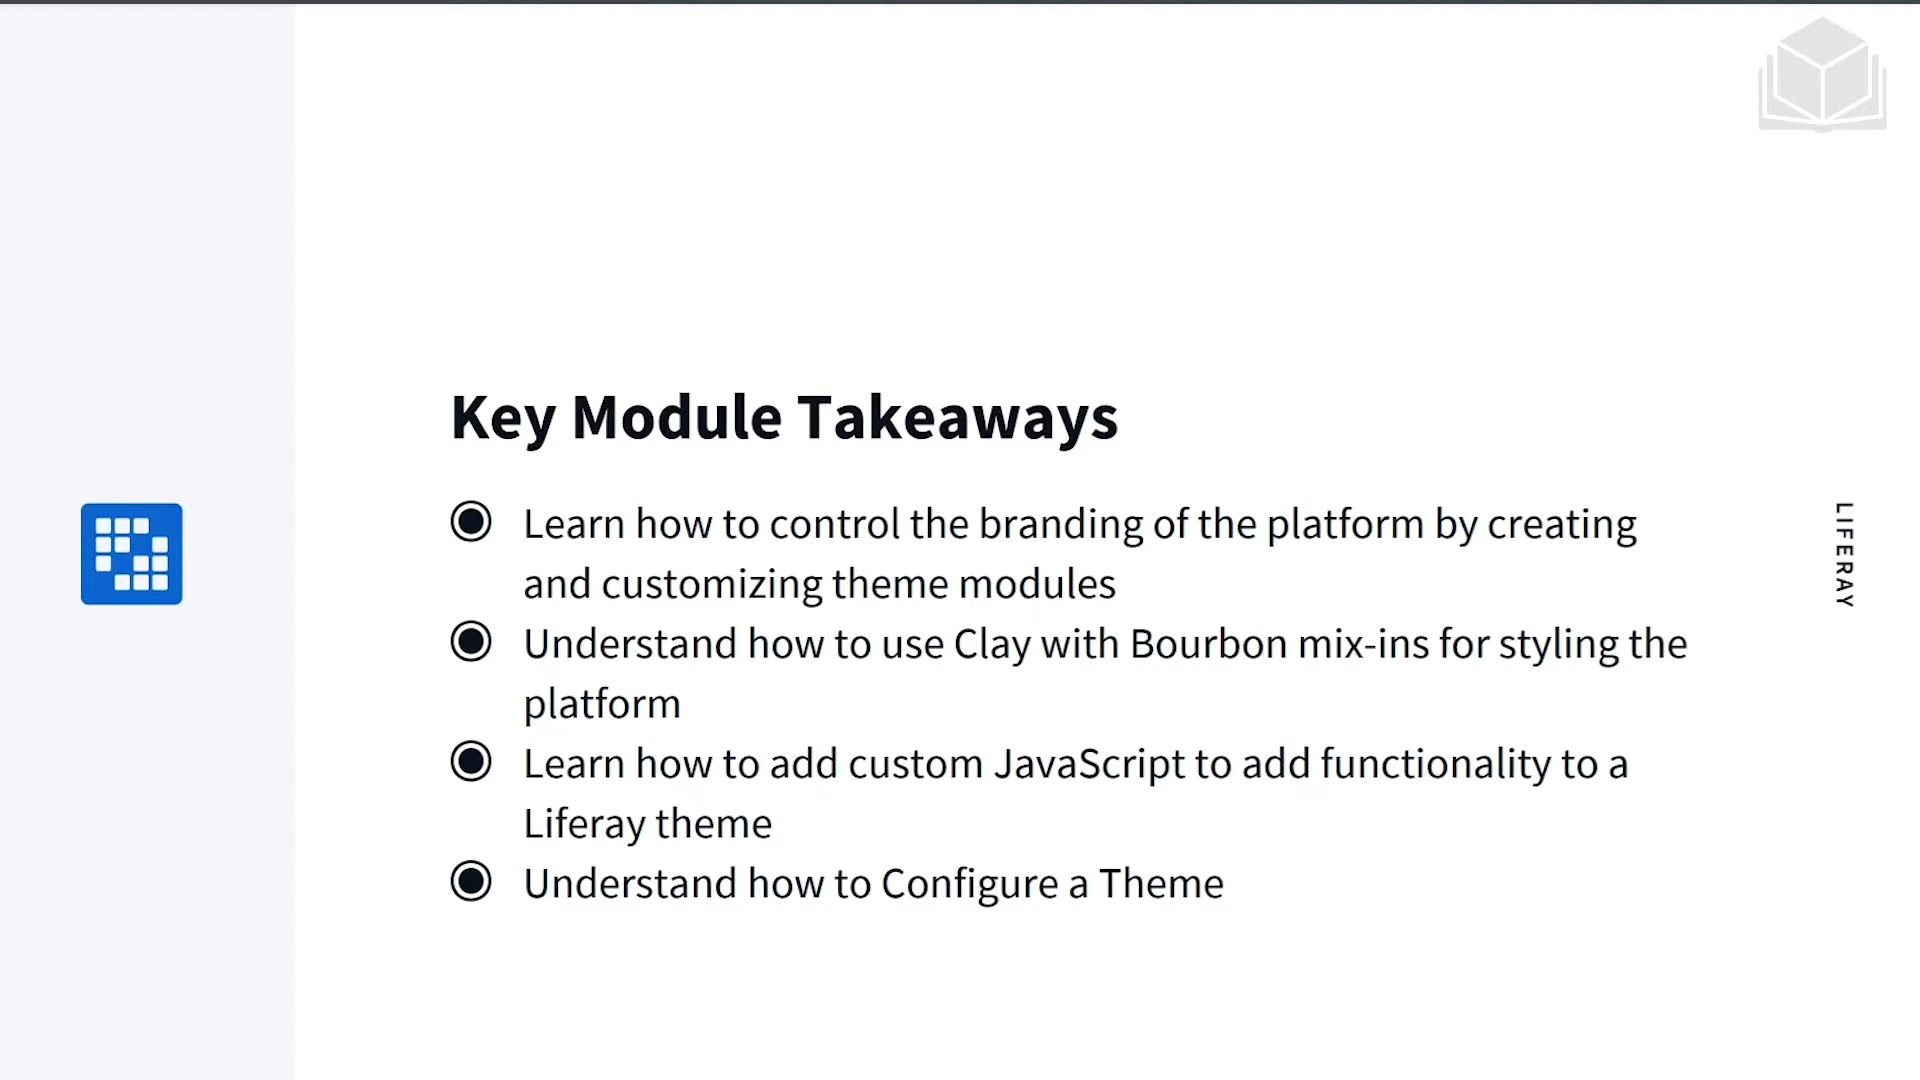 Key Module Takeaways
Learn how to control the branding of the platform by creating
and customizing theme modules
Understand how to use Clay with Bourbon mix-ins for styling the
platform
Learn how to add custom JavaScript to add functionality to a
Liferay theme
Understand how to Configure a Theme
LIFERAY